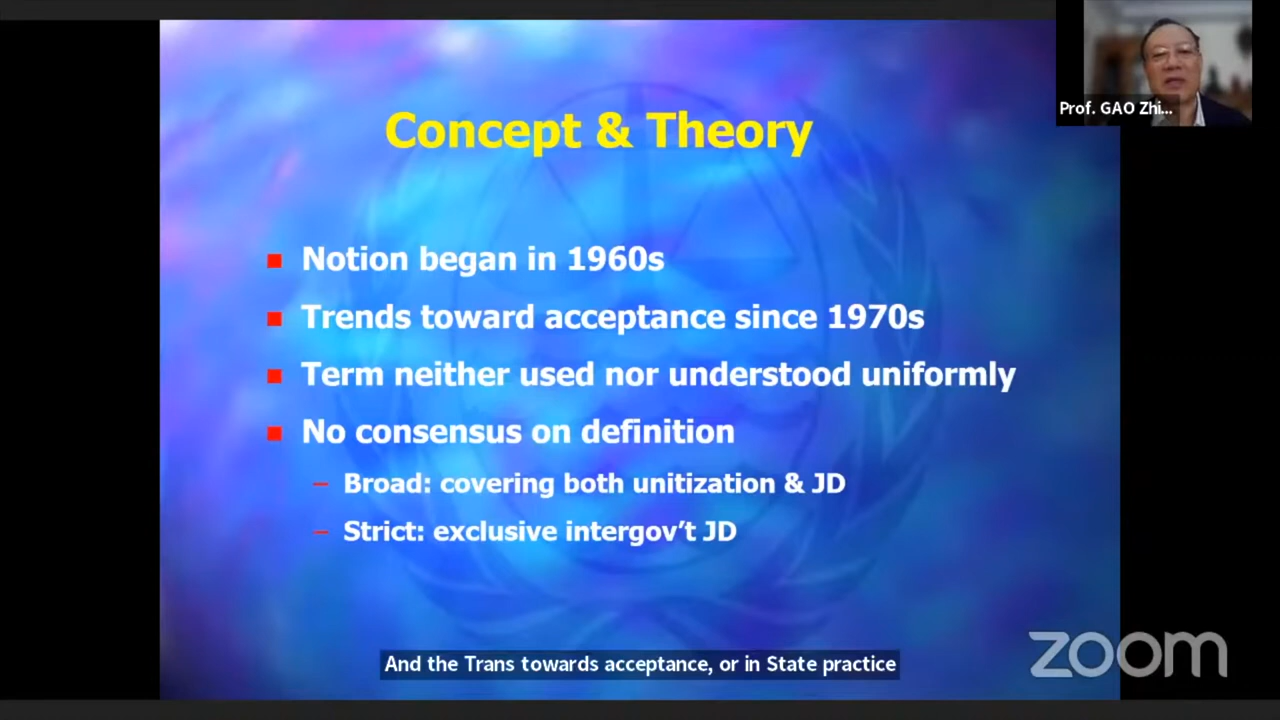 Prof. GAO Zhi...
Concept & Theory
Notion began in 1960s
Trends toward acceptance since 1970s
Term neither used nor understood uniformly
No consensus on definition
– Broad: covering both unitization & JD
– Strict: exclusive intergov’t JD
And the Trans towards acceptance, or in State practice
zoom